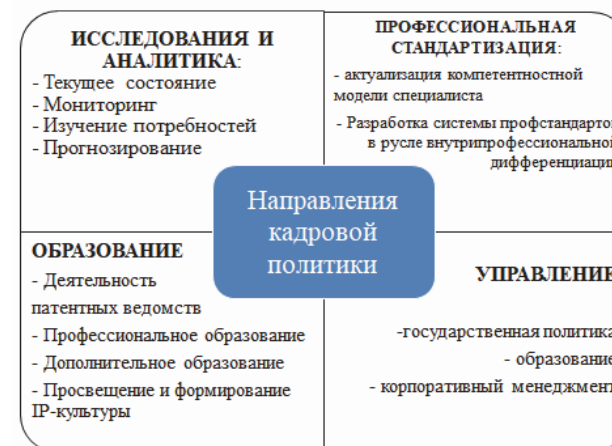 ИССЛЕДОВАНИЯ И
АНАЛИТИКА:
- Текущее состояние
- Мониторинг
- Изучение потребностей
- Прогнозирование
ПРОФЕССИОНАЛЬНАЯ
СТАНДАРТИЗАЦИЯ:
- актуализация компетентностной
модели специалиста
- Разработка системы профстандартов
в русле внутрипрофессиональной
дифференциации
Направления
кадровой
политики
ОБРАЗОВАНИЕ
- Деятельность
патентных ведомств
- Профессиональное образование
- Дополнительное образование
- Просвещение и формирование
IP-культуры
УПРАВЛЕНИЕ
-государственная политика
- образование
- корпоративный менеджмент